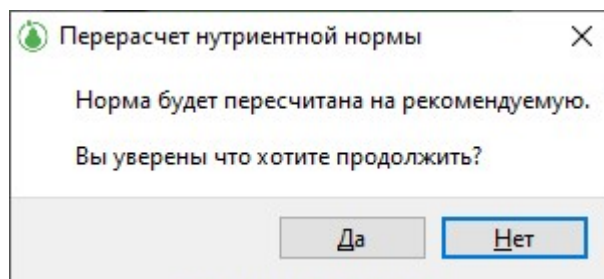 Перерасчет нутриентной нормы
Норма будет пересчитана на рекомендуемую.
Вы уверены что хотите продолжить?
Да
Нет